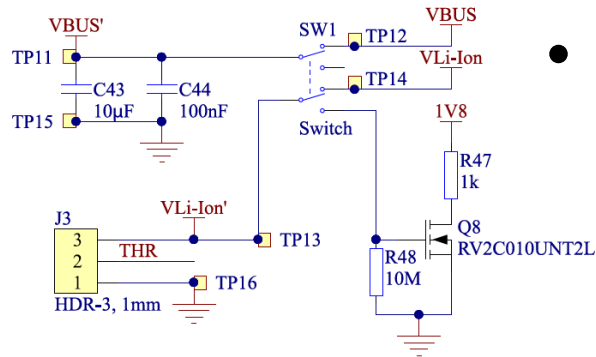 VBUS'
SW1
TP12
VBUS
TP11
TP14
VLi-Ion
C43
10µF
C44
100nF
TP15
Switch
1V8
R47
1k
J3
VLi-Ion'
Q8
RV2C010UNT2L
3
THR
TP13
2
R48
10M
1
TP16
HDR-3, 1mm